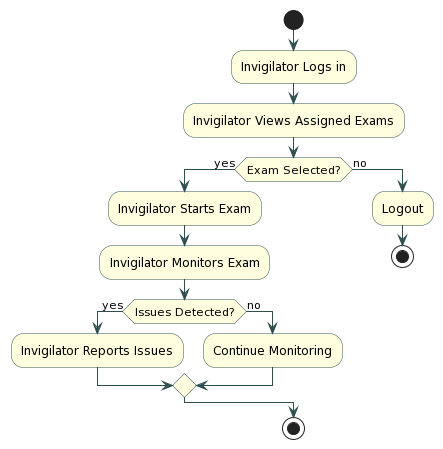 Invigilator Logs in
Invigilator Views Assigned Exams
yes
Exam Selected?
no
Invigilator Starts Exam
Logout
Invigilator Monitors Exam
yes
Issues Detected?
no
Invigilator Reports Issues
Continue Monitoring